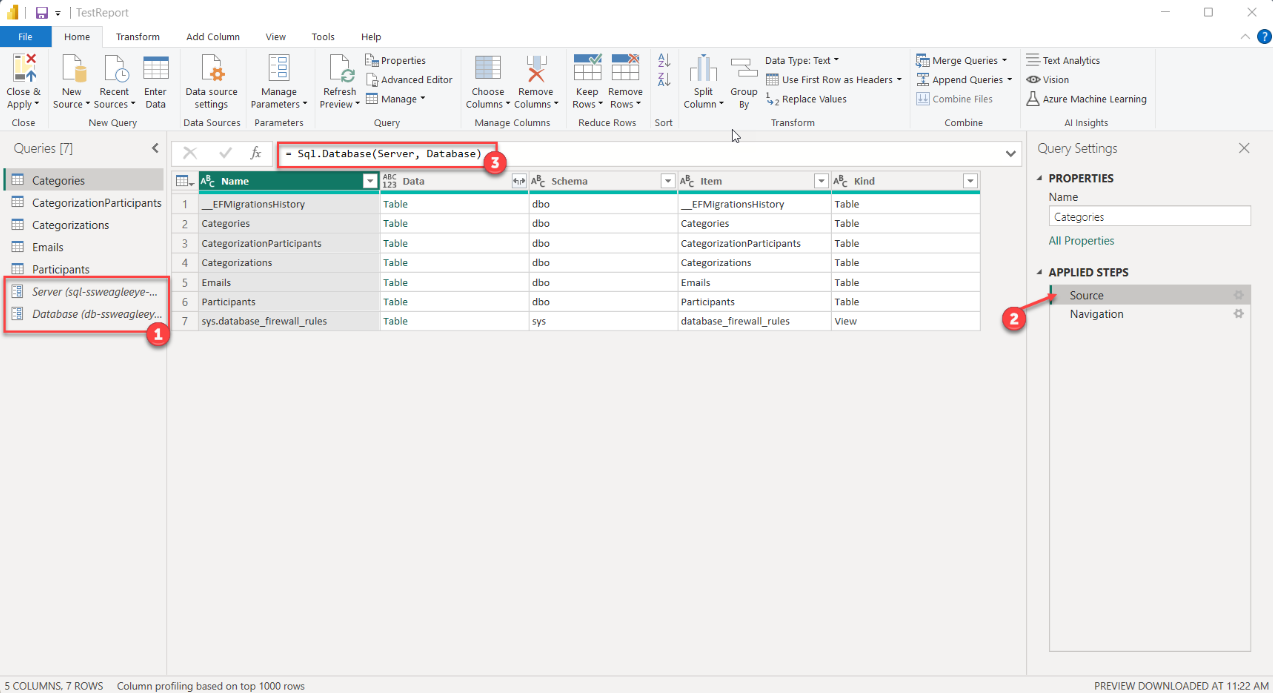 TestReport
File Home Transform Add Column View Tools Help
Close & Apply
Close
New Source
Recent Sources
Enter Data
New Query
Data source settings
Data Sources
Manage Parameters
Parameters
Refresh Preview
Properties
Advanced Editor
Manage
Query
Choose Columns
Remove Columns
Manage Columns
Keep Rows
Remove Rows
Reduce Rows
Sort
Split Column
Group By
Data Type: Text
Use First Row as Headers
Replace Values
Transform
Merge Queries
Append Queries
Combine Files
Combine
Text Analytics
Vision
Azure Machine Learning
AI Insights
Queries [7]
Categories
CategorizationParticipants
Categorizations
Emails
Participants
Server (sql-ssweagleeye-...
Database (db-ssweagleey...
1
fx
= Sql.Database(Server, Database)
3
ABC Name ABC 123 Data ABC Schema ABC Item ABC Kind
1 __EFMigrationsHistory Table dbo __EFMigrationsHistory Table
2 Categories Table dbo Categories Table
3 CategorizationParticipants Table dbo CategorizationParticipants Table
4 Categorizations Table dbo Categorizations Table
5 Emails Table dbo Emails Table
6 Participants Table dbo Participants Table
7 sys.database_firewall_rules Table sys database_firewall_rules View
Query Settings
PROPERTIES
Name
Categories
All Properties
APPLIED STEPS
Source
2
Navigation
5 COLUMNS, 7 ROWS Column profiling based on top 1000 rows
PREVIEW DOWNLOADED AT 11:22 AM